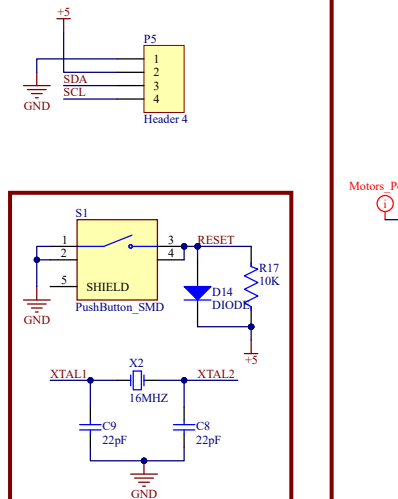 +5
P5
1
2
SDA
3
SCL
4
GND
Header 4
Motors_P
i
S1
1
3
RESET
2
4
R17
10K
5
SHIELD
D14
DIODE
PushButton_SMD
GND
+5
X2
XTAL1
XTAL2
16MHZ
C9
22pF
C8
22pF
GND